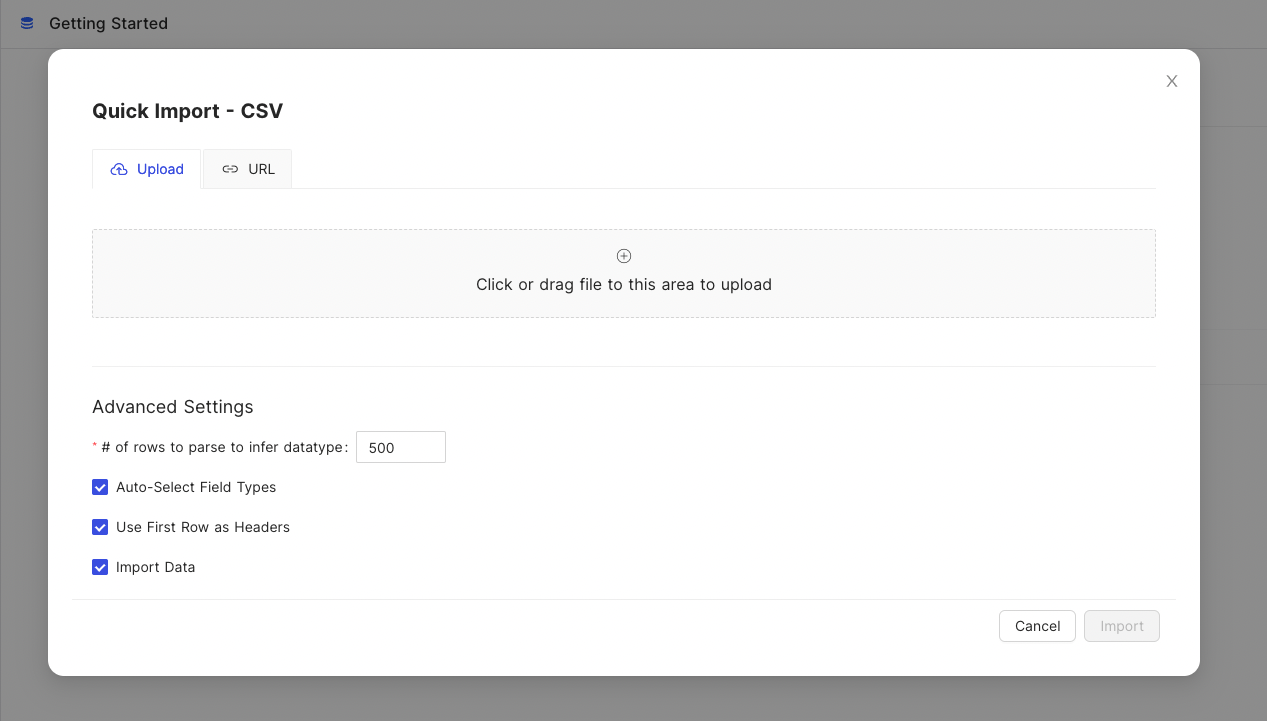 Getting Started
X
Quick Import - CSV
Upload URL
Click or drag file to this area to upload
Advanced Settings
* # of rows to parse to infer datatype: 500
Auto-Select Field Types
Use First Row as Headers
Import Data
Cancel Import